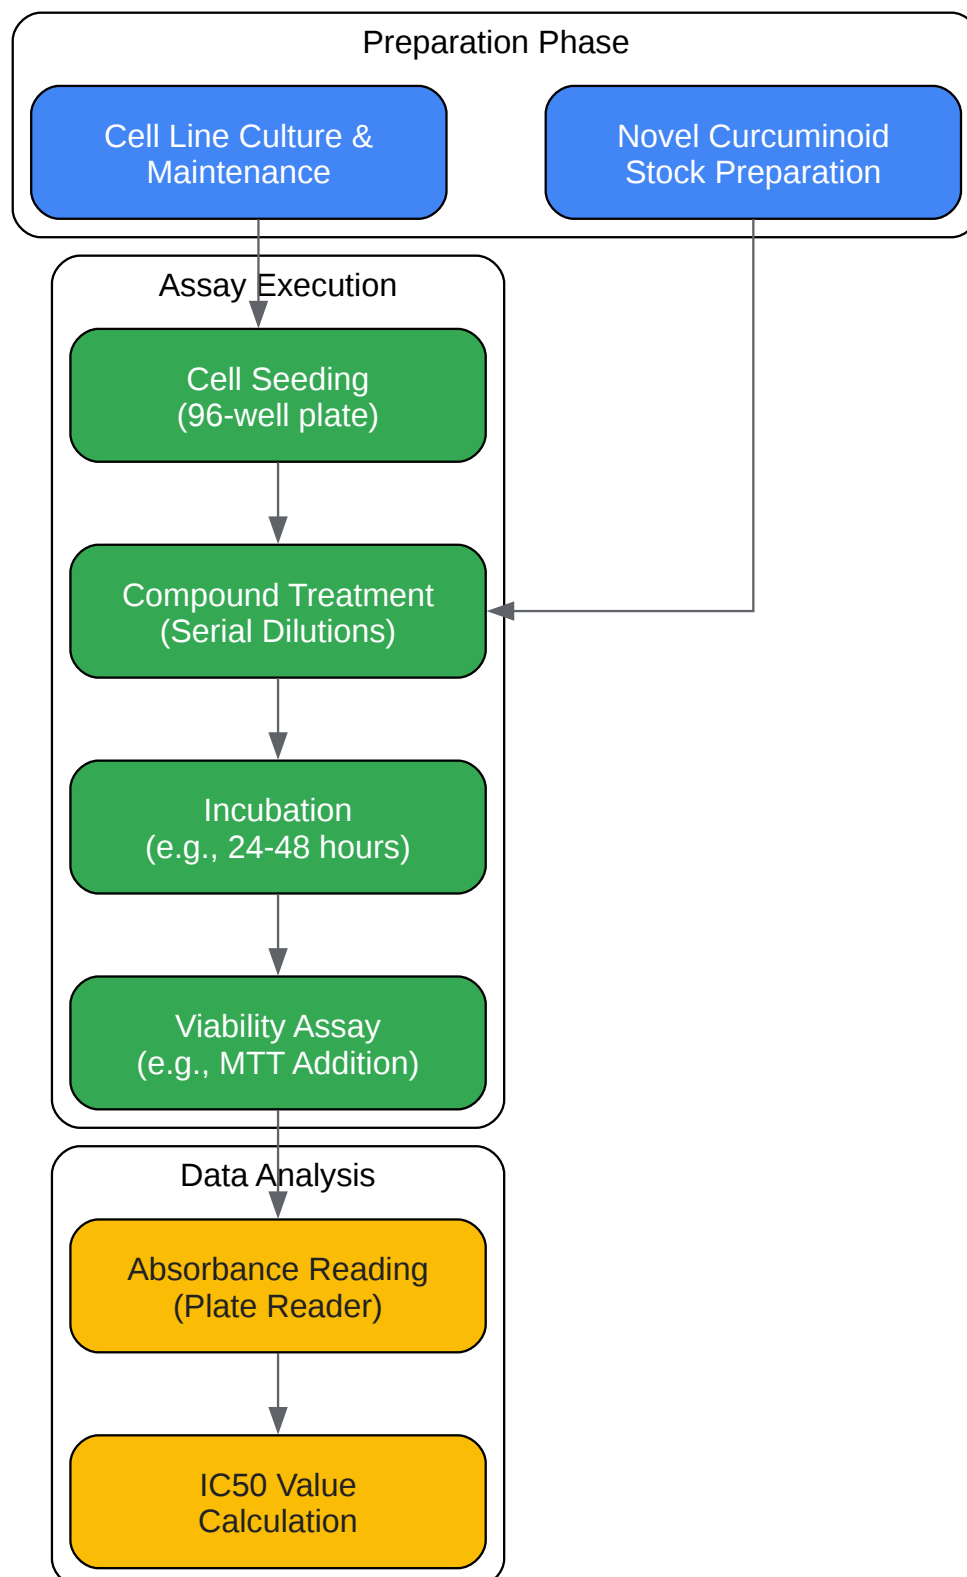 Preparation Phase
Cell Line Culture &
Maintenance
Novel Curcuminoid
Stock Preparation
Assay Execution
Cell Seeding
(96-well plate)
Compound Treatment
(Serial Dilutions)
Incubation
(e.g., 24-48 hours)
Viability Assay
(e.g., MTT Addition)
Data Analysis
Absorbance Reading
(Plate Reader)
IC50 Value
Calculation